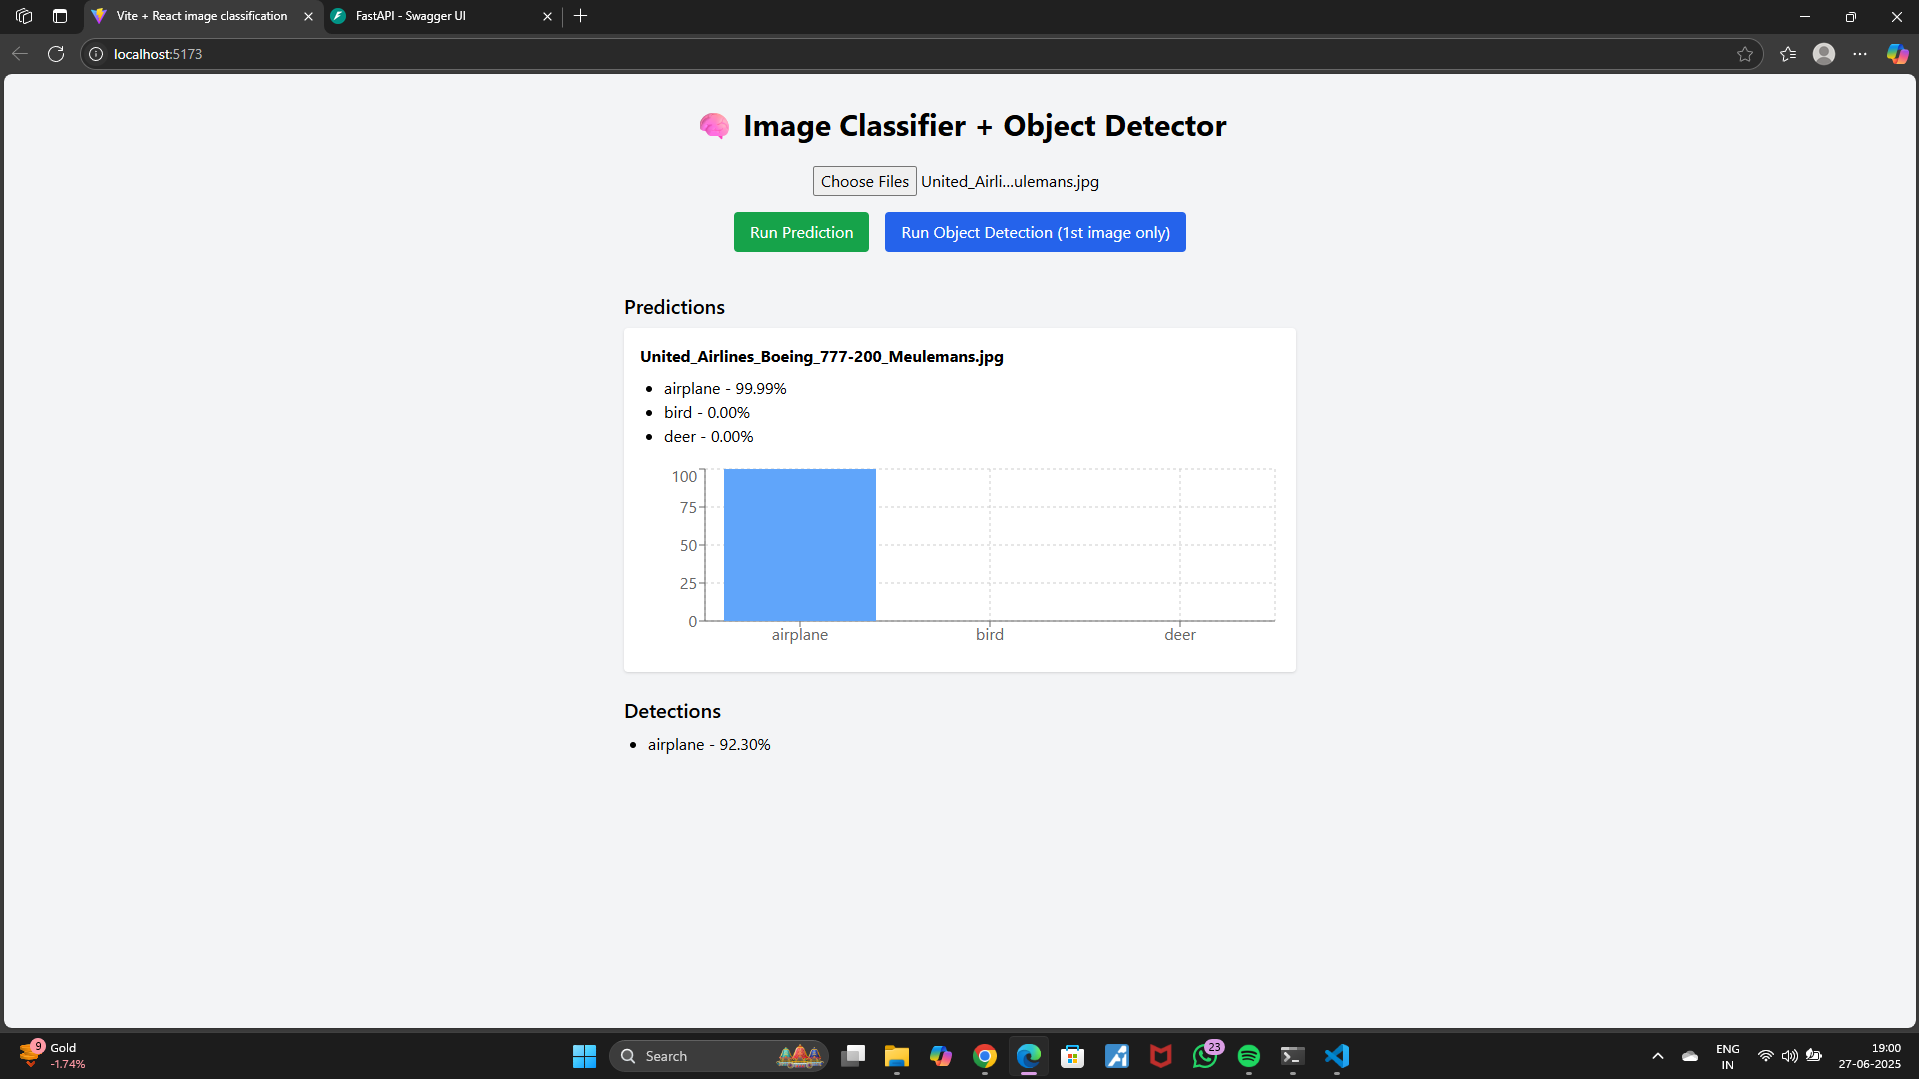 Vite + React image classification
FastAPI - Swagger UI
localhost:5173
Image Classifier + Object Detector
Choose Files United_Airli...ulemans.jpg
Run Prediction
Run Object Detection (1st image only)
Predictions
United_Airlines_Boeing_777-200_Meulemans.jpg
airplane - 99.99%
bird - 0.00%
deer - 0.00%
100
75
50
25
0
airplane bird deer
Detections
airplane - 92.30%
9
Gold
-1.74%
Search
23
ENG
IN
19:00
27-06-2025